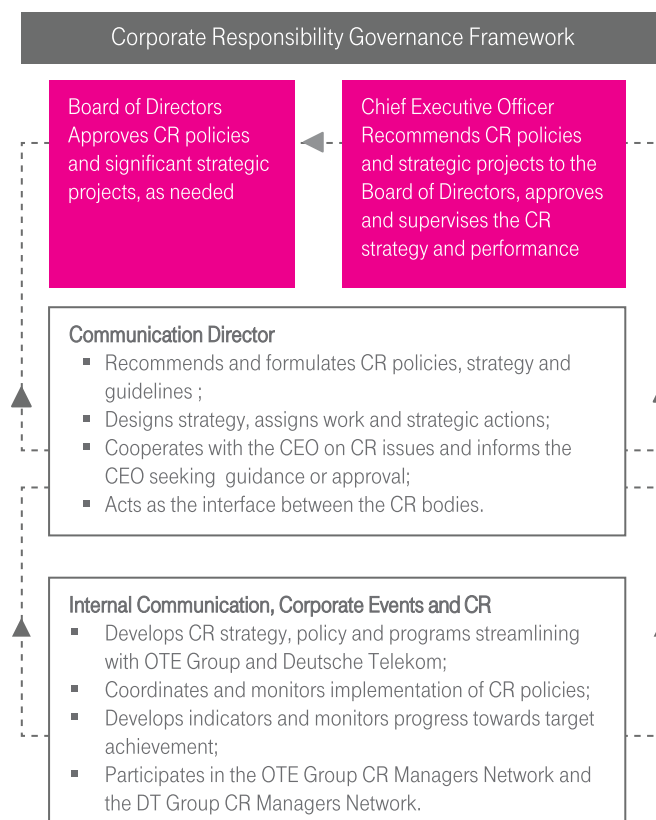 Corporate Responsibility Governance Framework
Board of Directors
Approves CR policies
and significant strategic
projects, as needed
Chief Executive Officer
Recommends CR policies
and strategic projects to the
Board of Directors, approves
and supervises the CR
strategy and performance
Communication Director
▪ Recommends and formulates CR policies, strategy and
guidelines ;
▪ Designs strategy, assigns work and strategic actions;
▪ Cooperates with the CEO on CR issues and informs the
CEO seeking guidance or approval;
▪ Acts as the interface between the CR bodies.
Internal Communication, Corporate Events and CR
▪ Develops CR strategy, policy and programs streamlining
with OTE Group and Deutsche Telekom;
▪ Coordinates and monitors implementation of CR policies;
▪ Develops indicators and monitors progress towards target
achievement;
▪ Participates in the OTE Group CR Managers Network and
the DT Group CR Managers Network.